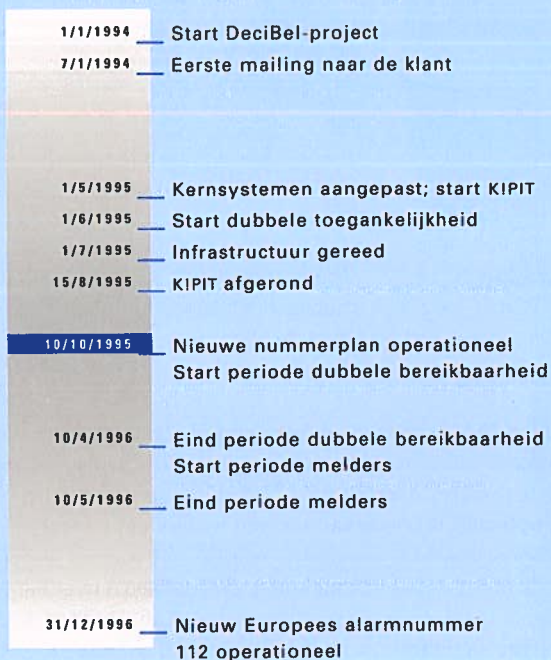 1/1/1994 Start DeciBel-project
7/1/1994 Eerste mailing naar de klant
1/5/1995 Kernsystemen aangepast; start K!PIT
1/6/1995 Start dubbele toegankelijkheid
1/7/1995 Infrastructuur gereed
15/8/1995 K!PIT afgerond
10/10/1995 Nieuwe nummerplan operationeel
Start periode dubbele bereikbaarheid
10/4/1996 Eind periode dubbele bereikbaarheid
Start periode melders
10/5/1996 Eind periode melders
31/12/1996 Nieuw Europees alarmnummer
112 operationeel